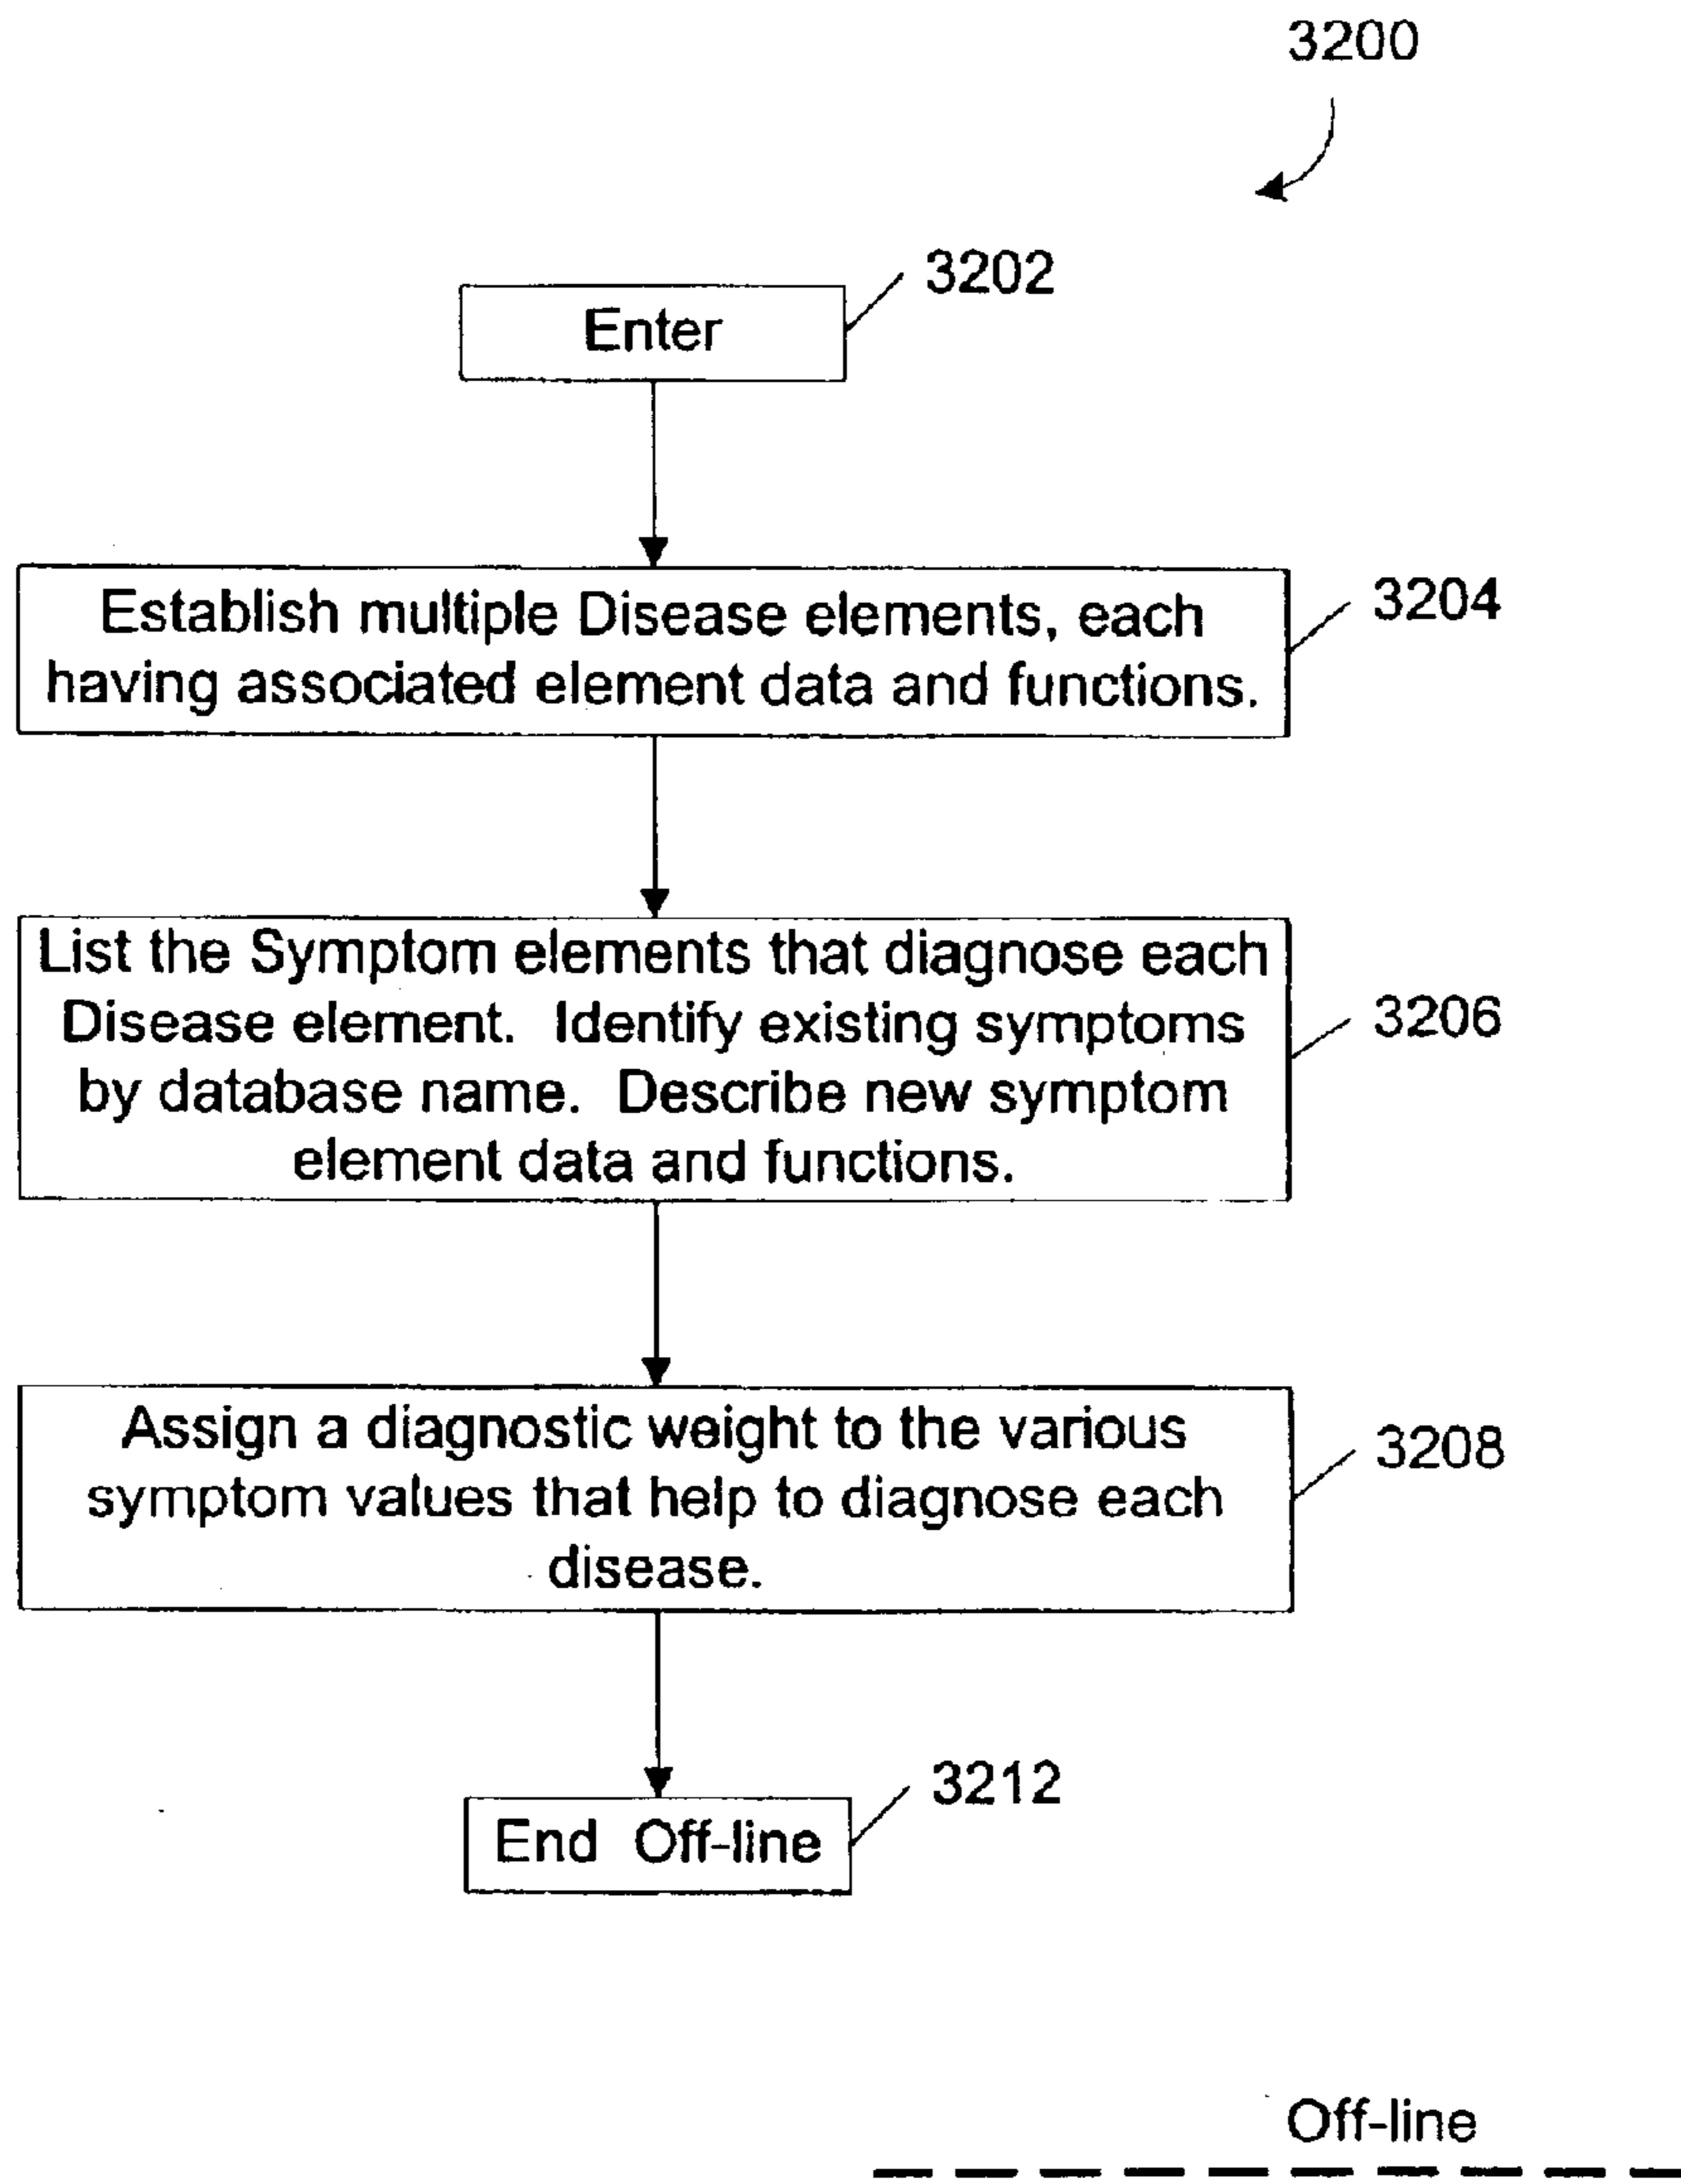 3200
3202
Enter
Establish multiple Disease elements, each
having associated element data and functions.
3204
List the Symptom elements that diagnose each
Disease element. Identify existing symptoms
by database name. Describe new symptom
element data and functions.
3206
Assign a diagnostic weight to the various
symptom values that help to diagnose each
disease.
3208
3212
End Off-line
Off-line